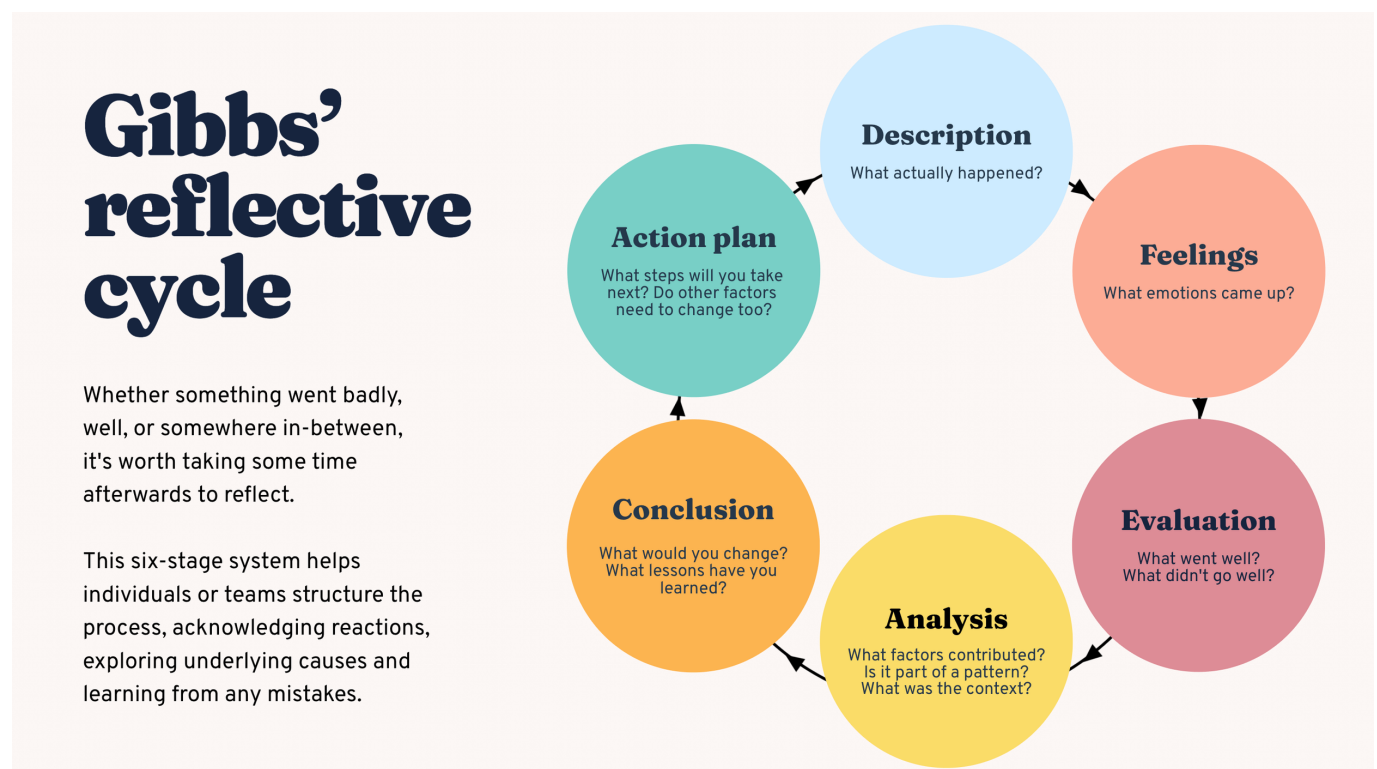 Gibbs’
reflective
cycle
Whether something went badly,
well, or somewhere in-between,
it's worth taking some time
afterwards to reflect.
This six-stage system helps
individuals or teams structure the
process, acknowledging reactions,
exploring underlying causes and
learning from any mistakes.
Description
What actually happened?
Feelings
What emotions came up?
Evaluation
What went well?
What didn't go well?
Analysis
What factors contributed?
Is it part of a pattern?
What was the context?
Conclusion
What would you change?
What lessons have you
learned?
Action plan
What steps will you take
next? Do other factors
need to change too?